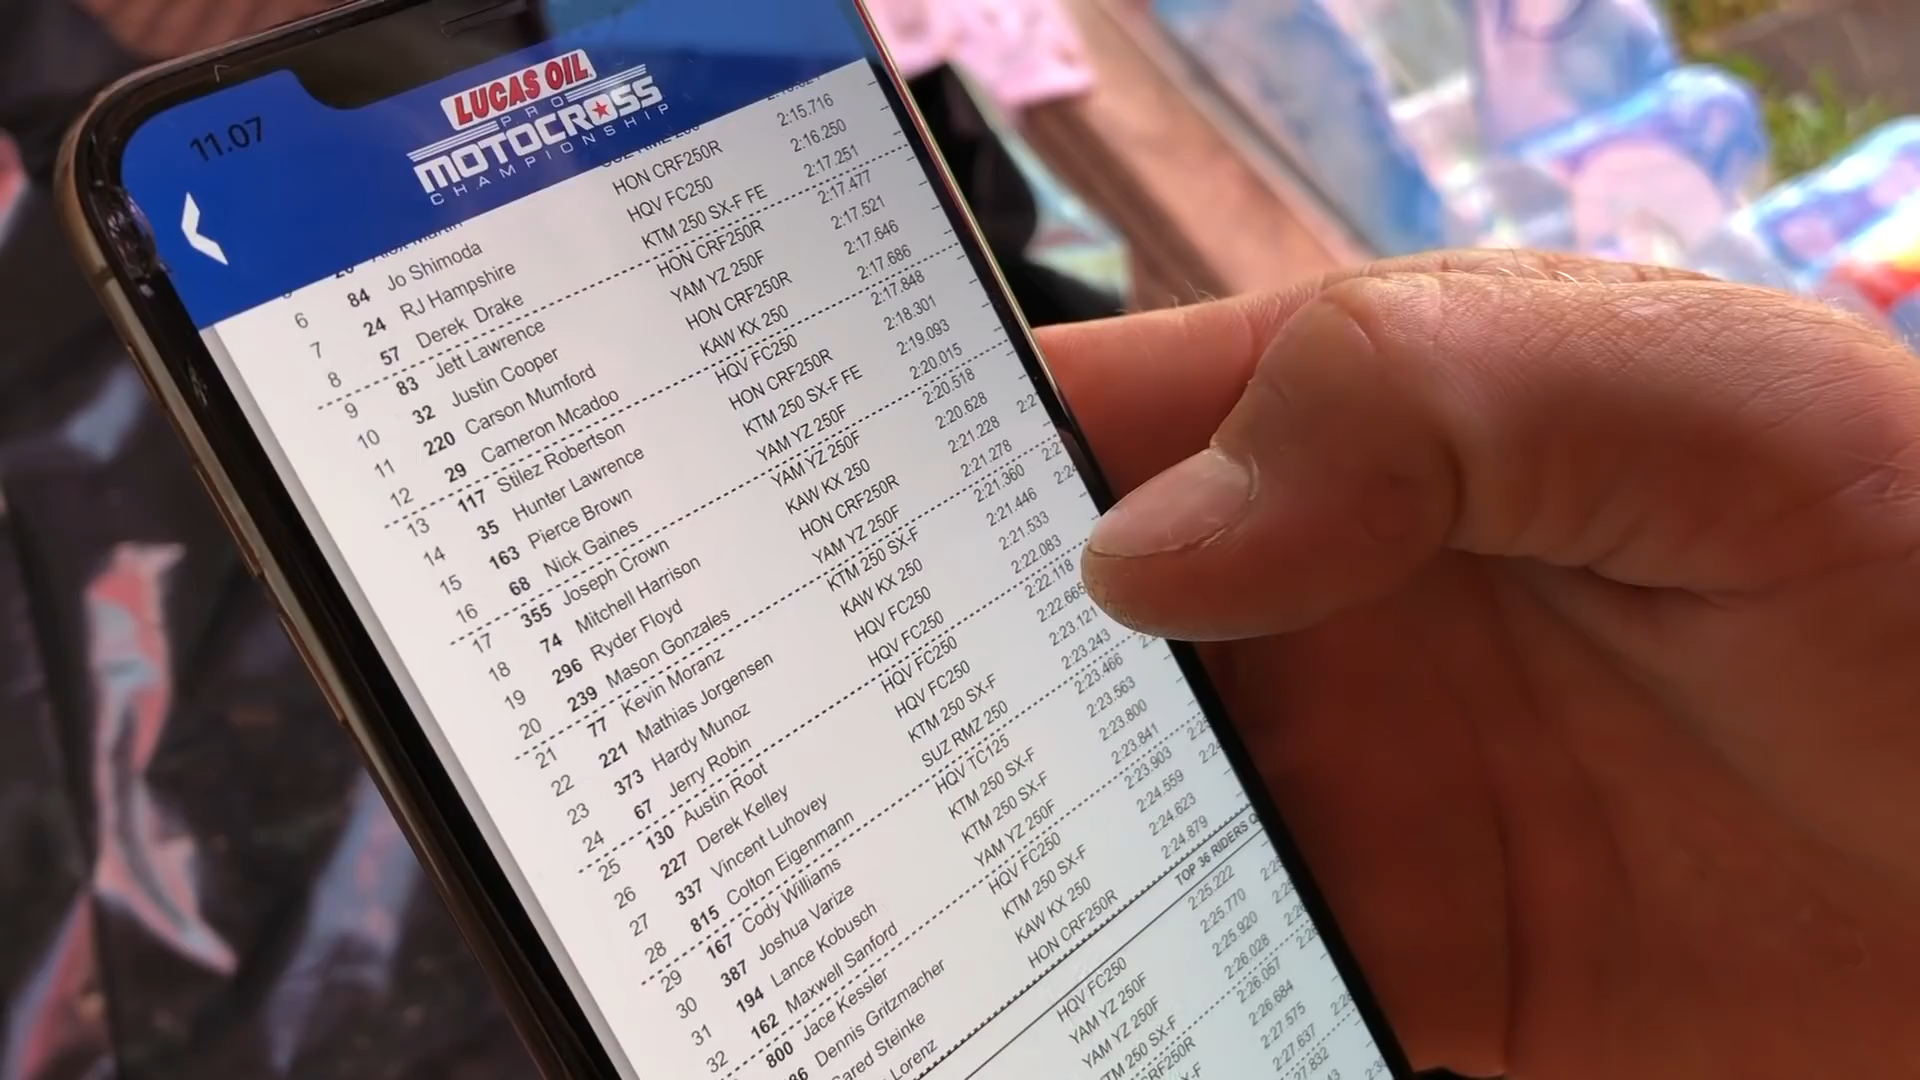 11.07
LUCAS OIL
PRO
MOTOCROSS
CHAMPIONSHIP
6 84 Jo Shimoda HON CRF250R 2:15.716
7 24 RJ Hampshire HQV FC250 2:16.250
8 57 Derek Drake KTM 250 SX-F FE 2:17.251
9 83 Jett Lawrence HON CRF250R 2:17.477
10 32 Justin Cooper YAM YZ 250F 2:17.521
11 220 Carson Mumford HON CRF250R 2:17.646
12 29 Cameron Mcadoo KAW KX 250 2:17.686
13 117 Stilez Robertson HQV FC250 2:17.848
14 35 Hunter Lawrence HON CRF250R 2:18.301
15 163 Pierce Brown KTM 250 SX-F FE 2:19.093
16 68 Nick Gaines YAM YZ 250F 2:20.015
17 355 Joseph Crown YAM YZ 250F 2:20.518
18 74 Mitchell Harrison KAW KX 250 2:20.628
19 296 Ryder Floyd HON CRF250R 2:21.228
20 239 Mason Gonzales YAM YZ 250F 2:21.278
21 77 Kevin Moranz KTM 250 SX-F 2:21.360
22 221 Mathias Jorgensen KAW KX 250 2:21.446
23 373 Hardy Munoz HQV FC250 2:21.533
24 67 Jerry Robin HQV FC250 2:22.083
25 130 Austin Root HQV FC250 2:22.118
26 227 Derek Kelley HQV FC250 2:22.665
27 337 Vincent Luhovey KTM 250 SX-F 2:23.121
28 815 Colton Eigenmann SUZ RMZ 250 2:23.243
29 167 Cody Williams HQV TC125 2:23.466
30 387 Joshua Varize KTM 250 SX-F 2:23.563
31 194 Lance Kobusch KTM 250 SX-F 2:23.800
32 162 Maxwell Sanford YAM YZ 250F 2:23.841
800 Jace Kessler HQV FC250 2:23.903
Dennis Gritzmacher KTM 250 SX-F 2:24.559
Steinke KAW KX 250 2:24.623
Lorenz HON CRF250R 2:24.879
TOP 36 RIDERS
HQV FC250 2:25.222
YAM YZ 250F 2:25.770
YAM YZ 250F 2:25.920
250 SX-F 2:26.028
2:26.057
2:26.684
2:27.575
2:27.637